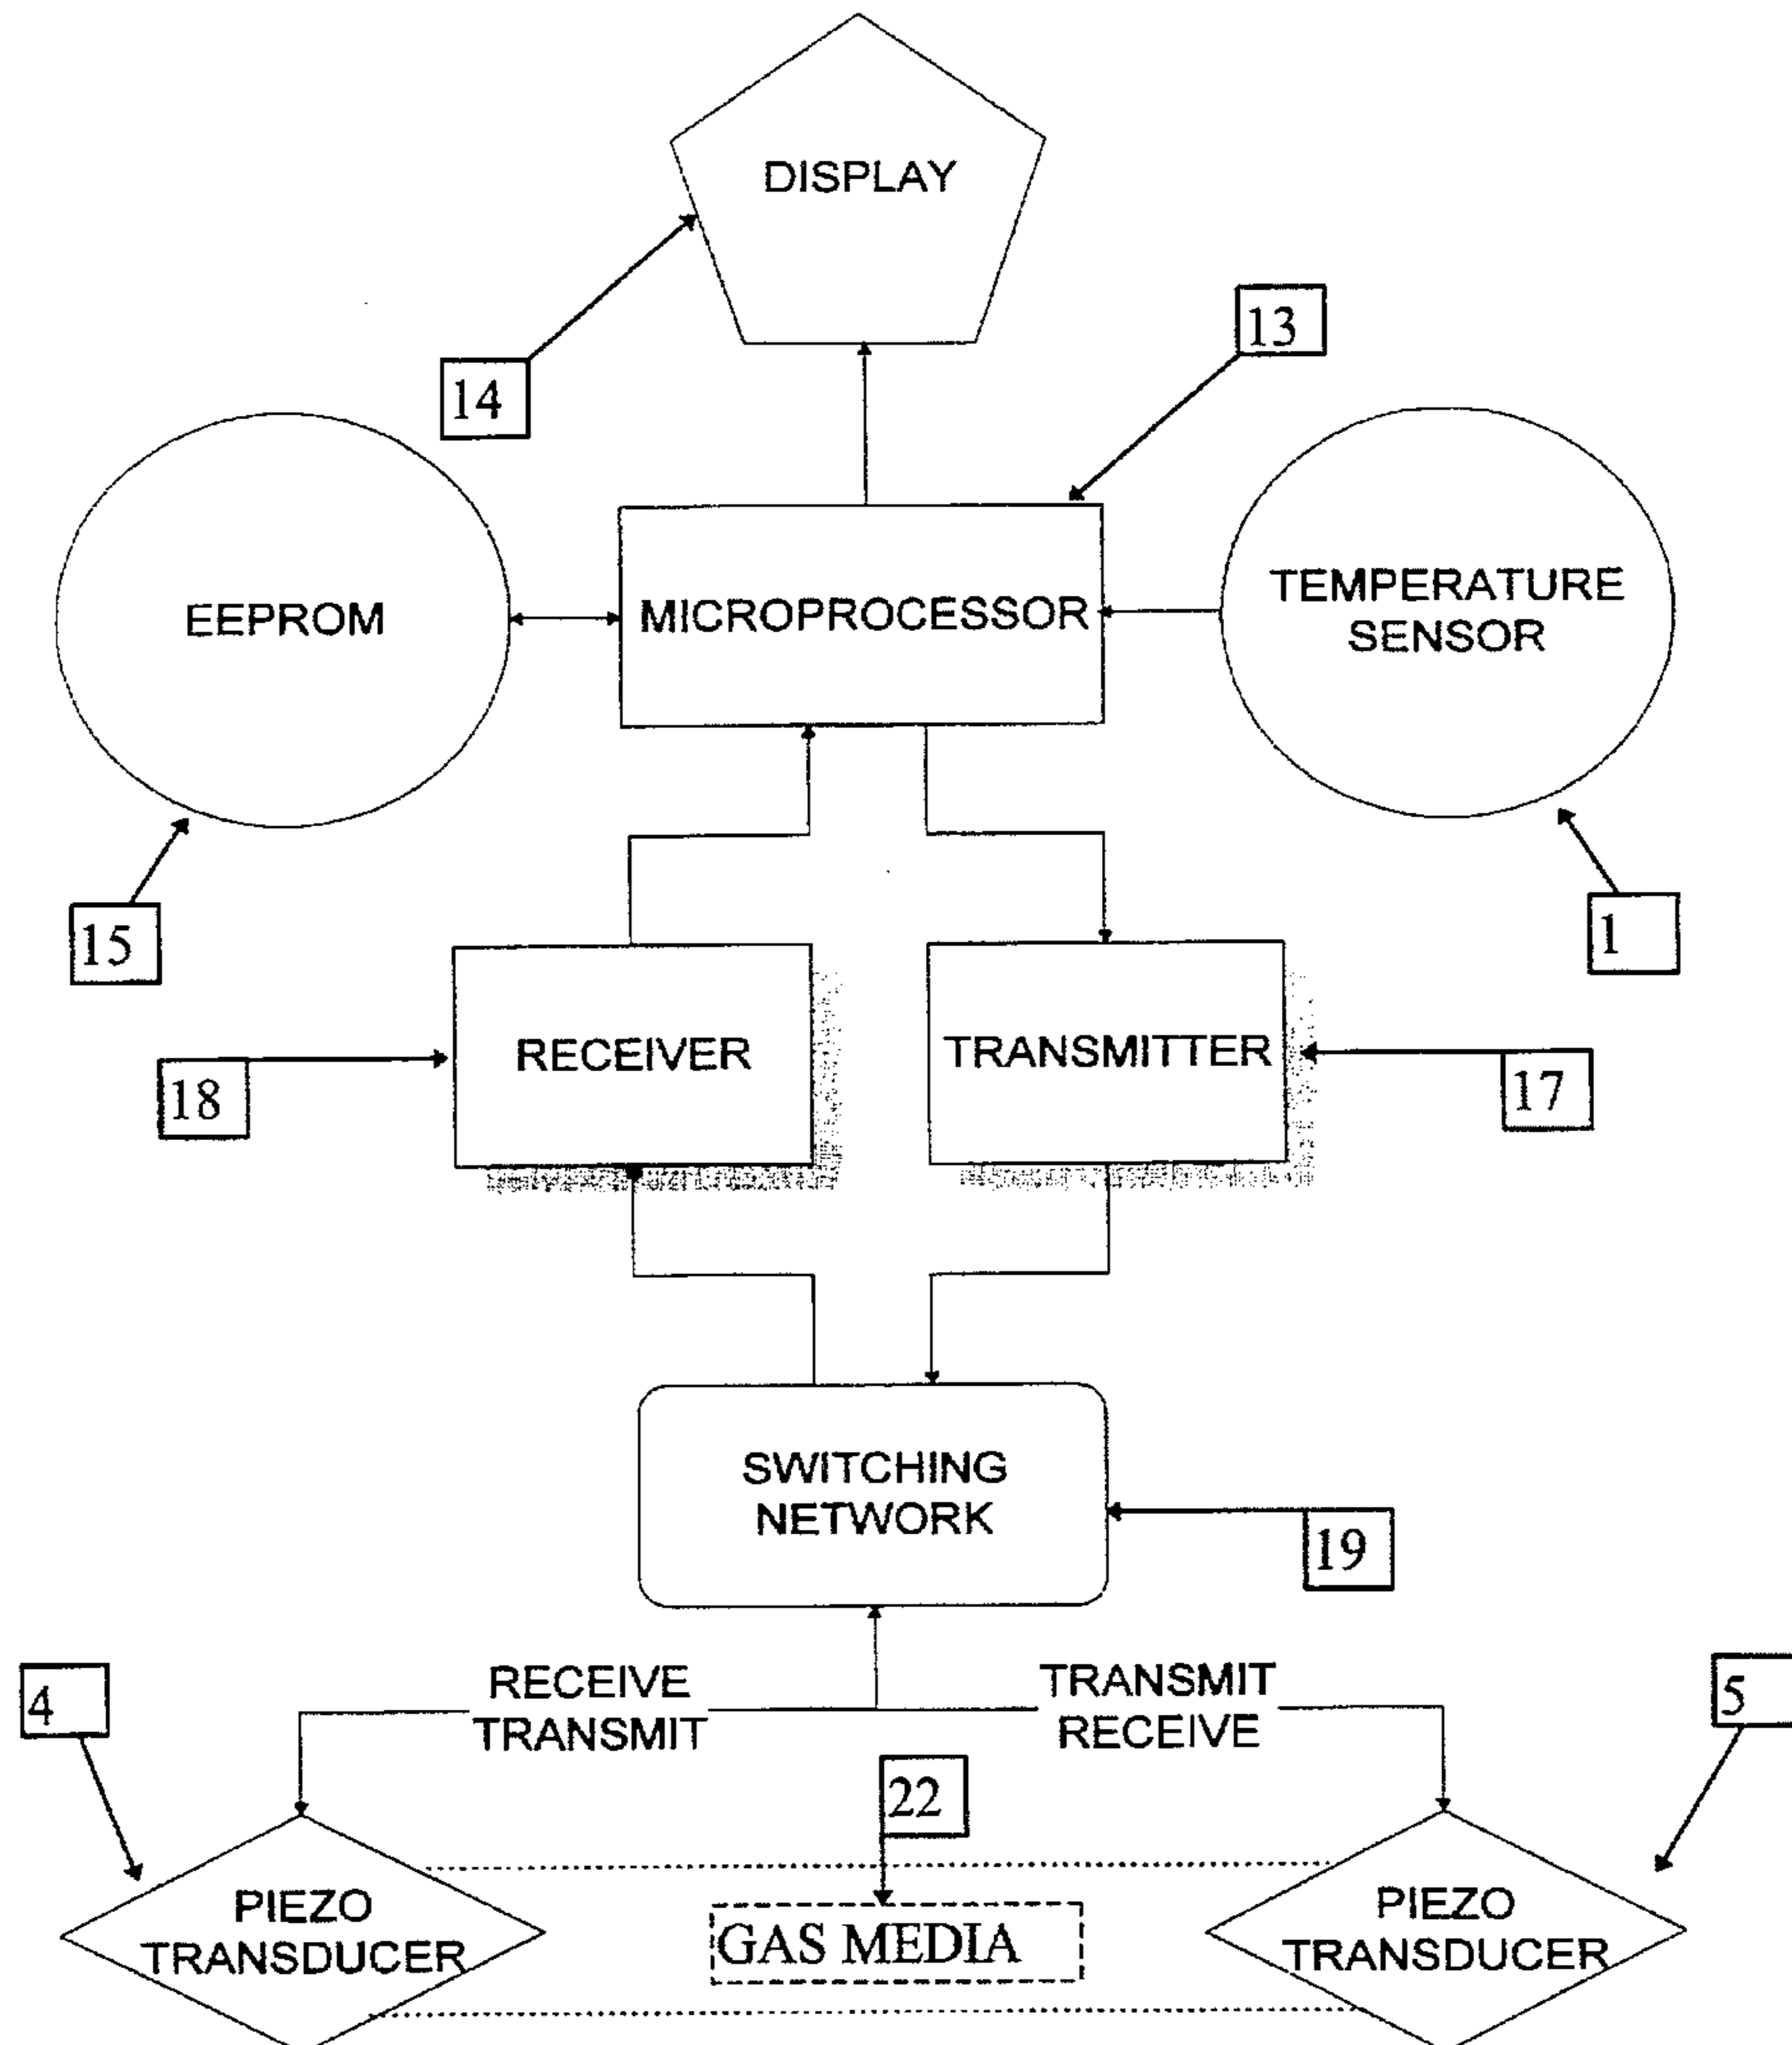 DISPLAY
13
14
EEPROM
MICROPROCESSOR
TEMPERATURE
SENSOR
15
1
RECEIVER
TRANSMITTER
18
17
SWITCHING
NETWORK
19
4
RECEIVE
TRANSMIT
TRANSMIT
RECEIVE
5
22
PIEZO
TRANSDUCER
GAS MEDIA
PIEZO
TRANSDUCER